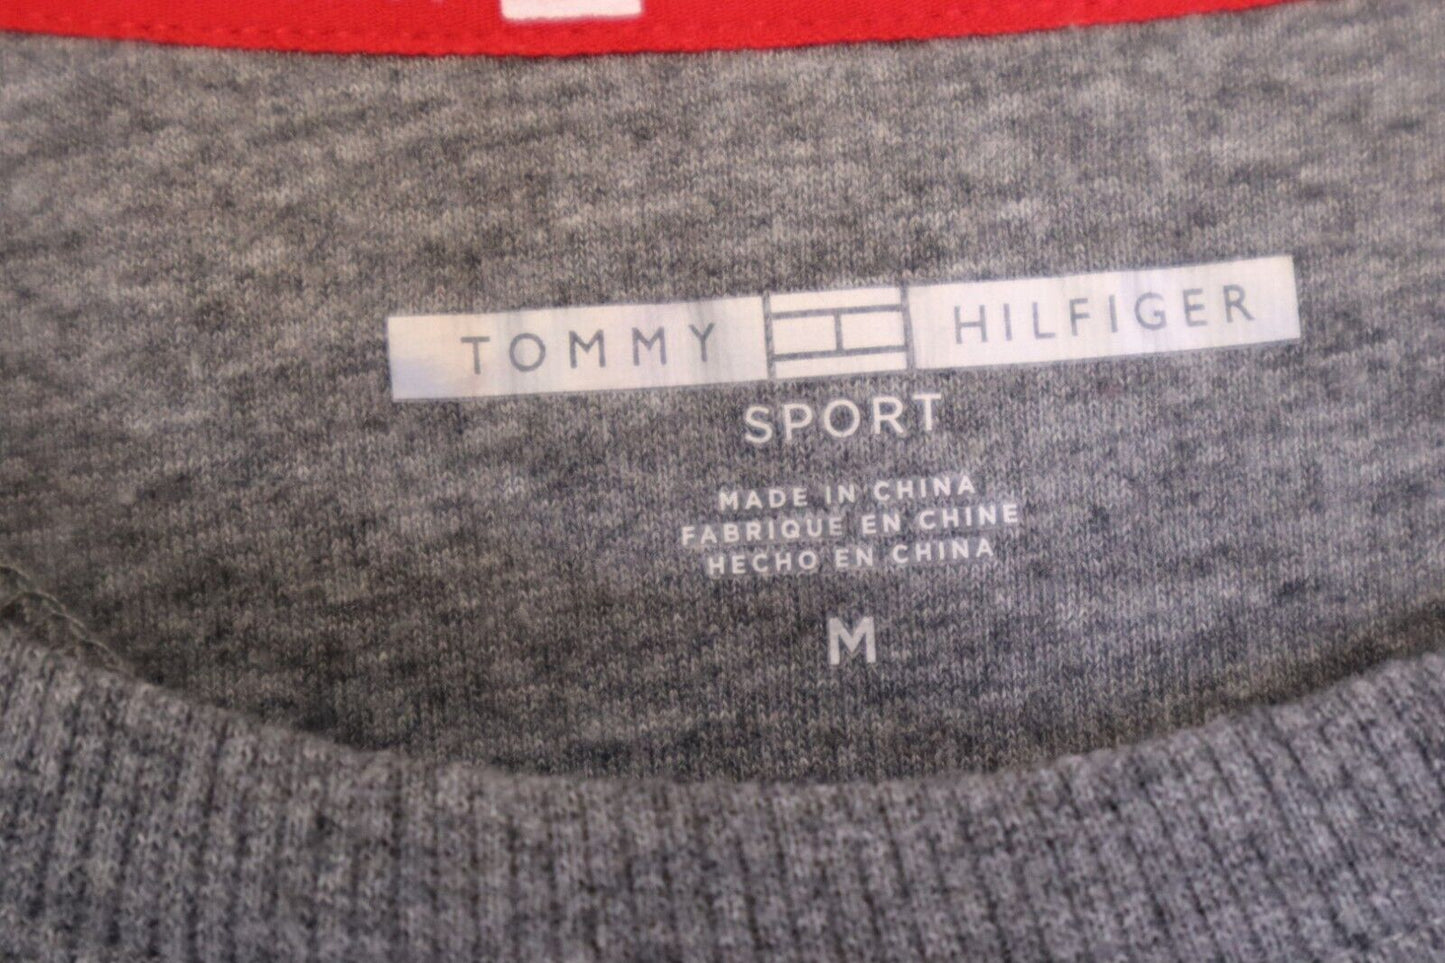 TOMMY HILFIGER
SPORT
MADE IN CHINA
FABRIQUE EN CHINE
HECHO EN CHINA
M